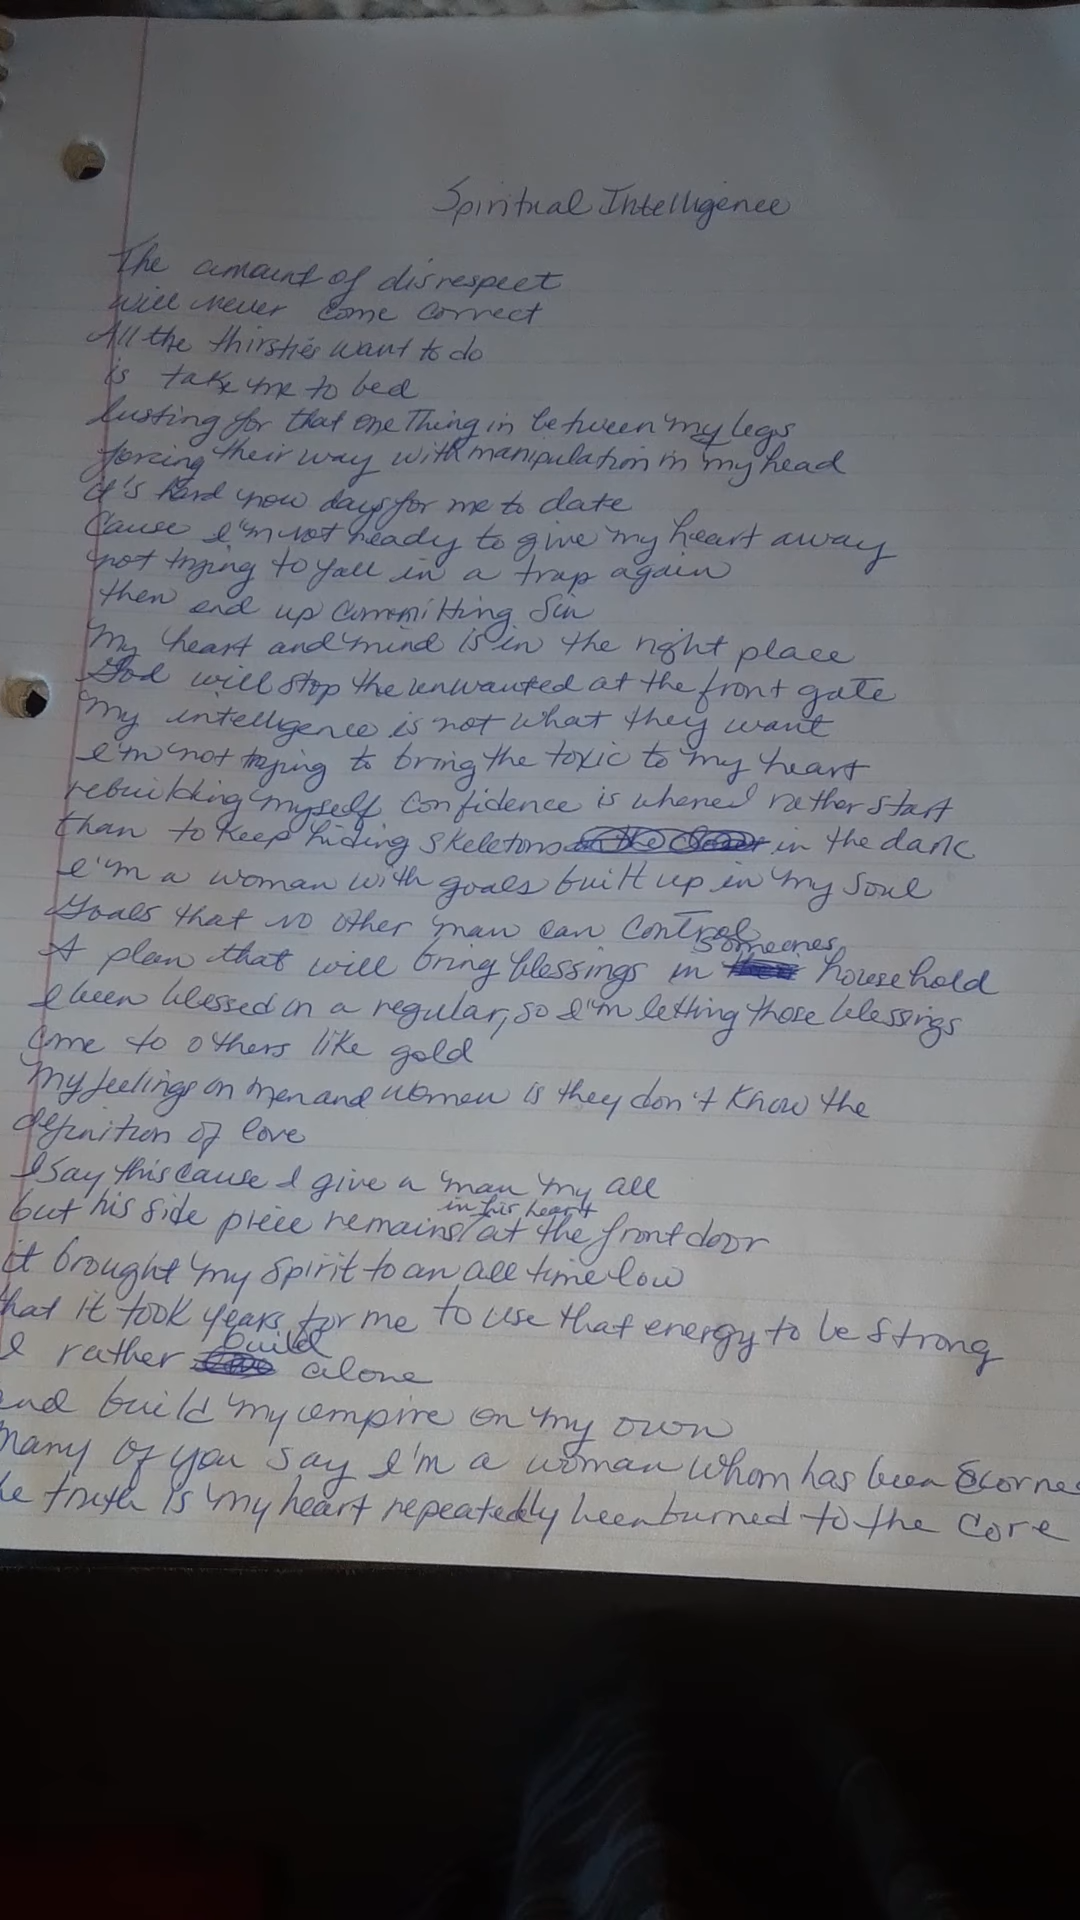 Spiritual Intelligence
The amount of disrespect
will never come correct
All the thirsties want to do
is take me to bed
lusting for that one Thing in between my legs
forcing their way with manipulation in my head
it's hard now days for me to date
Cause I'm not ready to give my heart away
not trying to fall in a trap again
then end up committing Sin
My heart and mind is in the right place
God will stop the unwanted at the front gate
My intelligence is not what they want
I'm not trying to bring the toxic to my heart
rebuilding myself confidence is where I rather start
than to keep hiding skeletons in the dark
I'm a woman with goals built up in my soul
Goals that no other man can control
A plan that will bring blessings in someones household
I been blessed on a regular, so I'm letting those blessings
come to others like gold
My feelings on men and women is they don't know the
definition of love
I say this cause I give a man my all
but his side piece remains in his heart / at the front door
it brought my spirit to an all time low
that it took years for me to use that energy to be strong
I rather build alone
and build my empire on my own
Many of you say I'm a woman whom has been scorne
he truth is my heart repeatedly been burned to the core